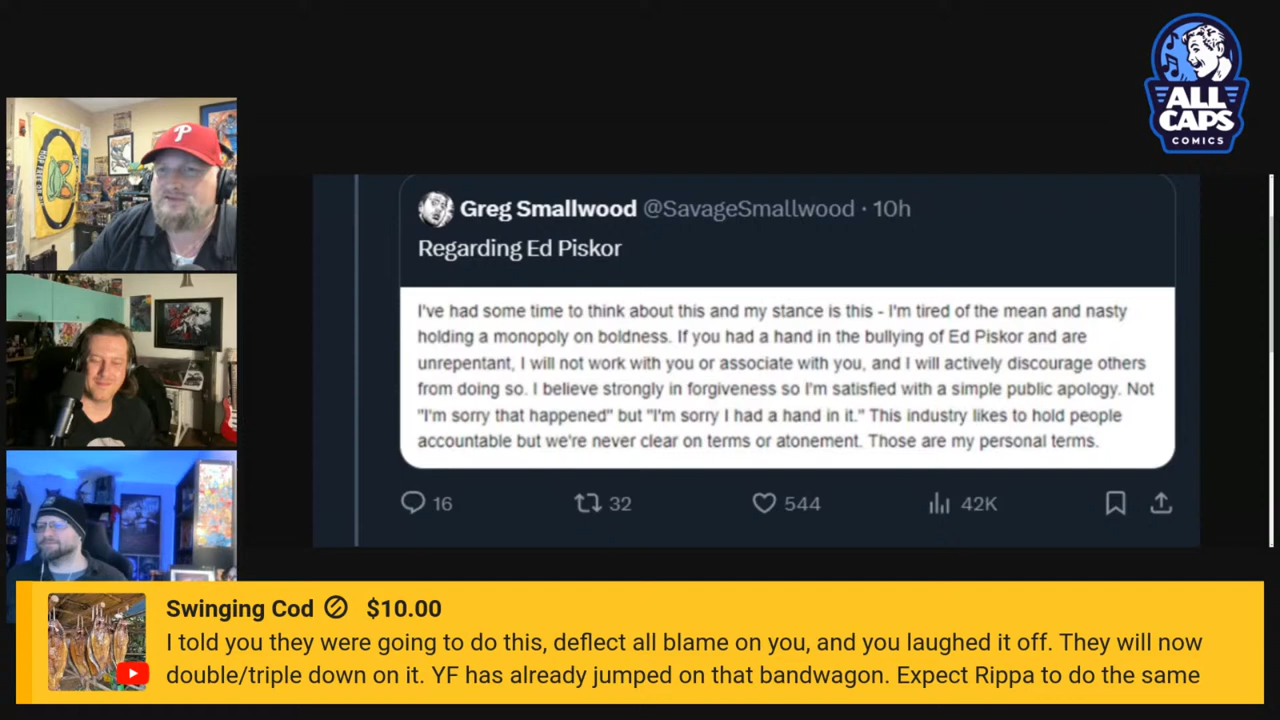 ALL
CAPS
COMICS
P
Greg Smallwood @SavageSmallwood · 10h
Regarding Ed Piskor
I've had some time to think about this and my stance is this - I'm tired of the mean and nasty
holding a monopoly on boldness. If you had a hand in the bullying of Ed Piskor and are
unrepentant, I will not work with you or associate with you, and I will actively discourage others
from doing so. I believe strongly in forgiveness so I'm satisfied with a simple public apology. Not
"I'm sorry that happened" but "I'm sorry I had a hand in it." This industry likes to hold people
accountable but we're never clear on terms or atonement. Those are my personal terms.
16 32 544 42K
Swinging Cod $10.00
I told you they were going to do this, deflect all blame on you, and you laughed it off. They will now
double/triple down on it. YF has already jumped on that bandwagon. Expect Rippa to do the same